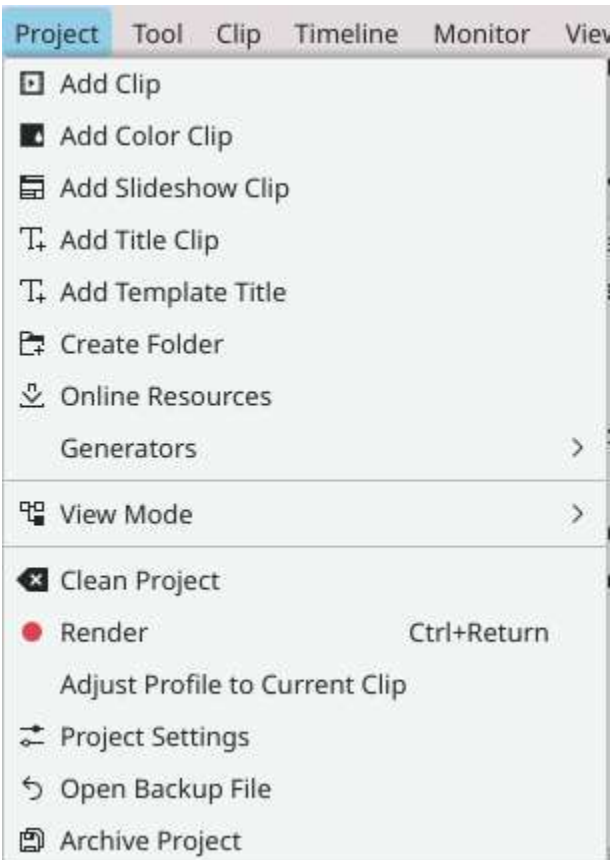 Project Tool Clip Timeline Monitor View
Add Clip
Add Color Clip
Add Slideshow Clip
Add Title Clip
Add Template Title
Create Folder
Online Resources
Generators
View Mode
Clean Project
Render Ctrl+Return
Adjust Profile to Current Clip
Project Settings
Open Backup File
Archive Project